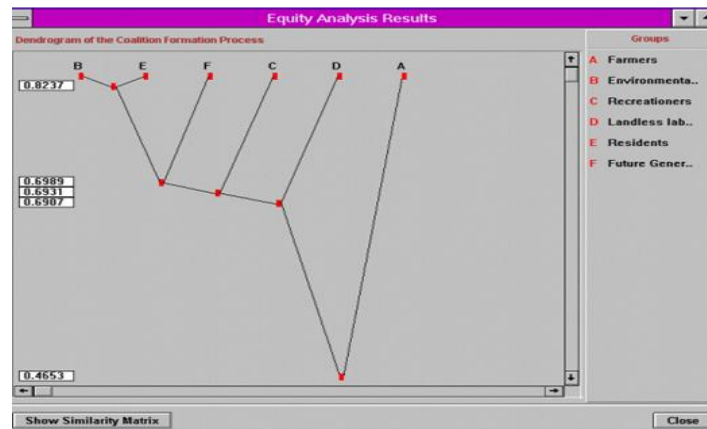 Equity Analysis Results
Dendrogram of the Coalition Formation Process
Groups
B E F C D A
0.8237
0.6989
0.6931
0.6907
0.4653
A Farmers
B Environmenta..
C Recreationers
D Landless lab..
E Residents
F Future Gener..
Show Similarity Matrix
Close